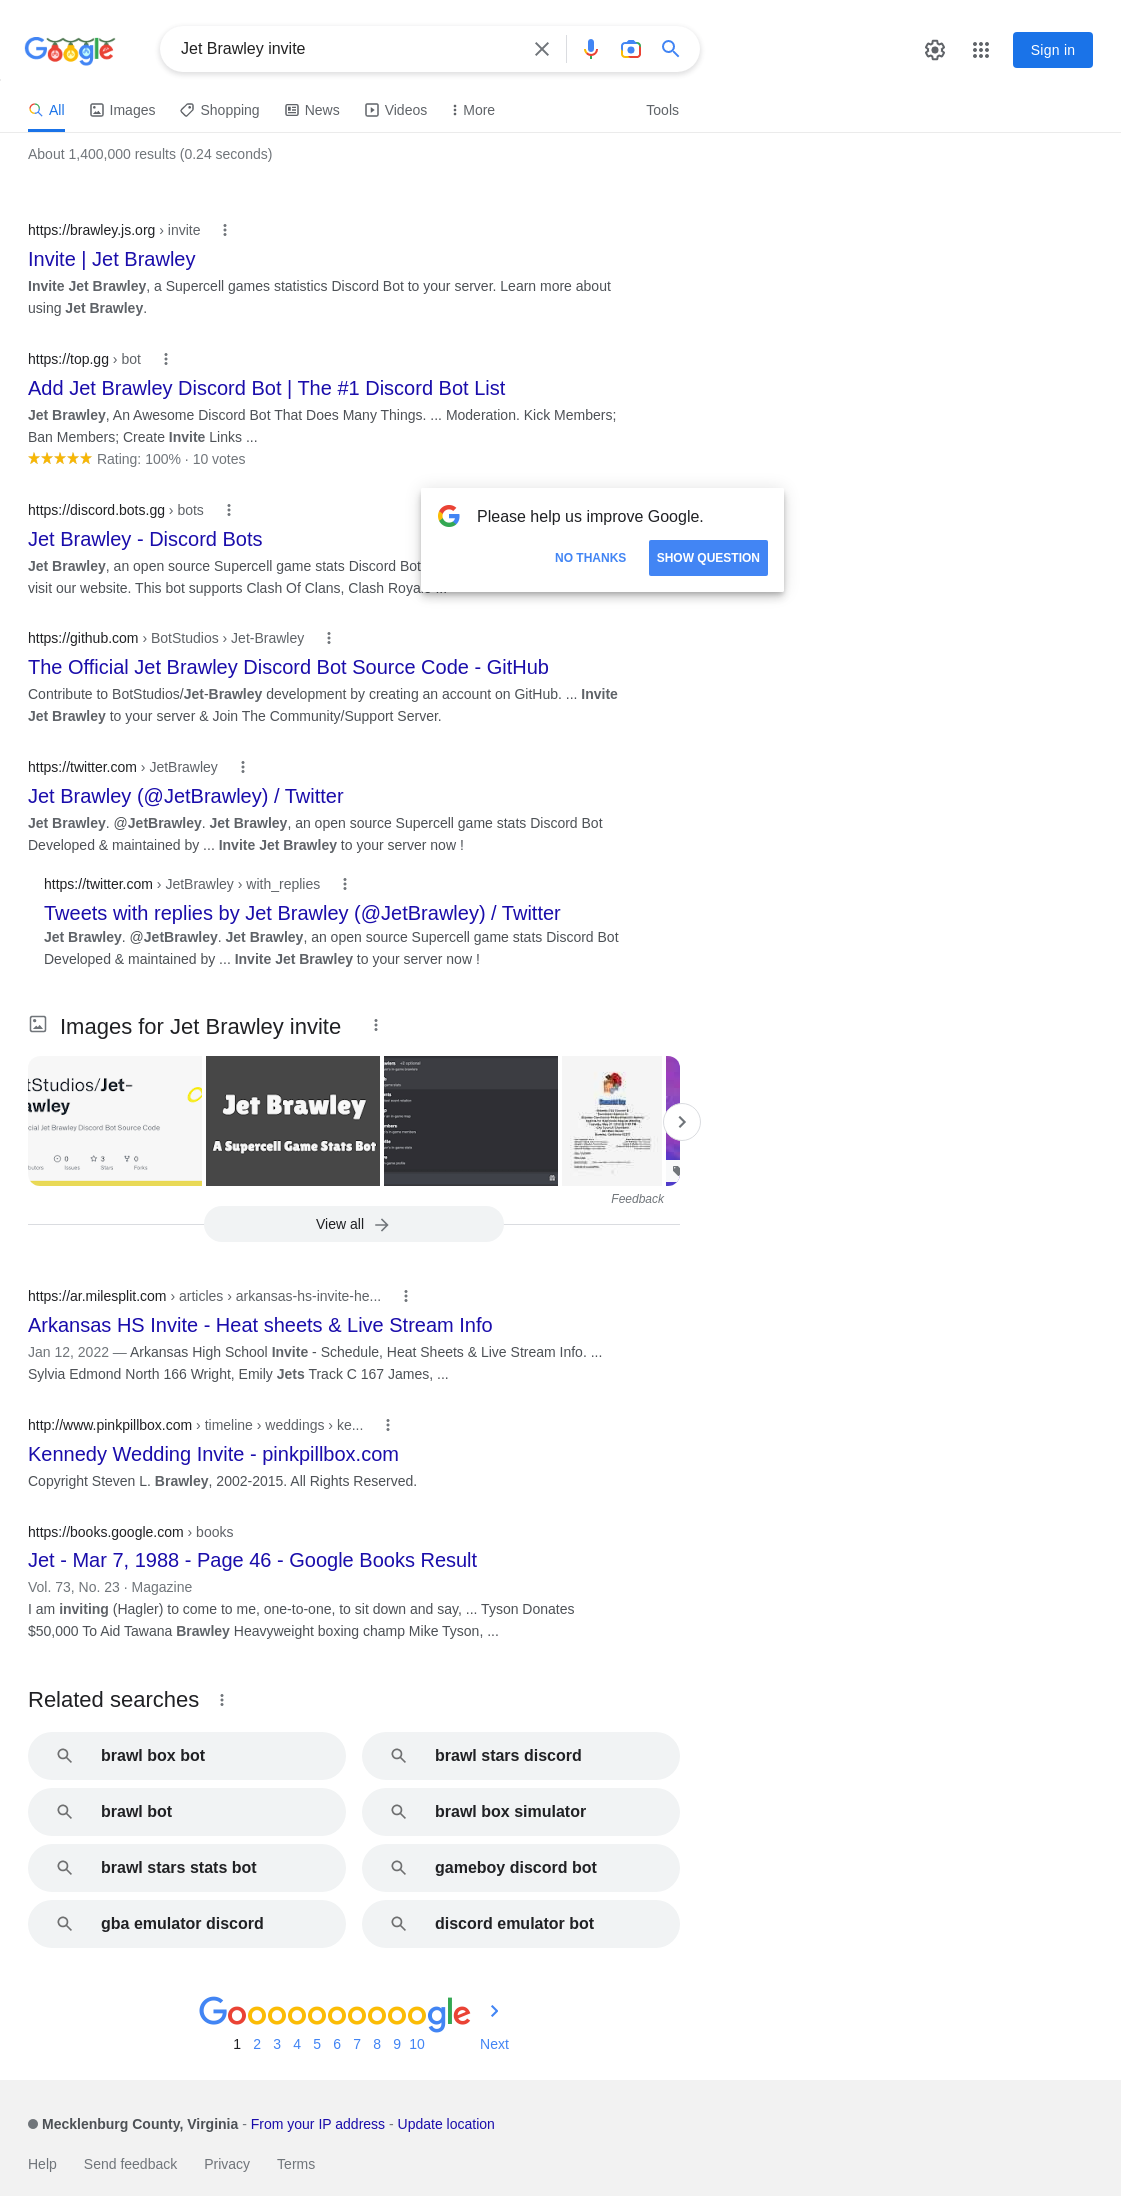 Google
Jet Brawley invite
Sign in
All
Images
Shopping
News
Videos
More
Tools
About 1,400,000 results (0.24 seconds)
https://brawley.js.org › invite
Invite | Jet Brawley
Invite Jet Brawley, a Supercell games statistics Discord Bot to your server. Learn more about
using Jet Brawley.
https://top.gg › bot
Add Jet Brawley Discord Bot | The #1 Discord Bot List
Jet Brawley, An Awesome Discord Bot That Does Many Things. ... Moderation. Kick Members;
Ban Members; Create Invite Links ...
Rating: 100% · 10 votes
https://discord.bots.gg › bots
Jet Brawley - Discord Bots
Jet Brawley, an open source Supercell game stats Discord Bot
visit our website. This bot supports Clash Of Clans, Clash Royale ...
Please help us improve Google.
NO THANKS
SHOW QUESTION
https://github.com › BotStudios › Jet-Brawley
The Official Jet Brawley Discord Bot Source Code - GitHub
Contribute to BotStudios/Jet-Brawley development by creating an account on GitHub. ... Invite
Jet Brawley to your server & Join The Community/Support Server.
https://twitter.com › JetBrawley
Jet Brawley (@JetBrawley) / Twitter
Jet Brawley. @JetBrawley. Jet Brawley, an open source Supercell game stats Discord Bot
Developed & maintained by ... Invite Jet Brawley to your server now !
https://twitter.com › JetBrawley › with_replies
Tweets with replies by Jet Brawley (@JetBrawley) / Twitter
Jet Brawley. @JetBrawley. Jet Brawley, an open source Supercell game stats Discord Bot
Developed & maintained by ... Invite Jet Brawley to your server now !
Images for Jet Brawley invite
tStudios/Jet-
awley
cial Jet Brawley Discord Bot Source Code
0 3 0
Issues Stars Forks
Jet Brawley
A Supercell Game Stats Bot
Feedback
View all
https://ar.milesplit.com › articles › arkansas-hs-invite-he...
Arkansas HS Invite - Heat sheets & Live Stream Info
Jan 12, 2022 — Arkansas High School Invite - Schedule, Heat Sheets & Live Stream Info. ...
Sylvia Edmond North 166 Wright, Emily Jets Track C 167 James, ...
http://www.pinkpillbox.com › timeline › weddings › ke...
Kennedy Wedding Invite - pinkpillbox.com
Copyright Steven L. Brawley, 2002-2015. All Rights Reserved.
https://books.google.com › books
Jet - Mar 7, 1988 - Page 46 - Google Books Result
Vol. 73, No. 23 · Magazine
I am inviting (Hagler) to come to me, one-to-one, to sit down and say, ... Tyson Donates
$50,000 To Aid Tawana Brawley Heavyweight boxing champ Mike Tyson, ...
Related searches
brawl box bot
brawl stars discord
brawl bot
brawl box simulator
brawl stars stats bot
gameboy discord bot
gba emulator discord
discord emulator bot
Goooooooooogle
1 2 3 4 5 6 7 8 9 10 Next
Mecklenburg County, Virginia - From your IP address - Update location
Help
Send feedback
Privacy
Terms